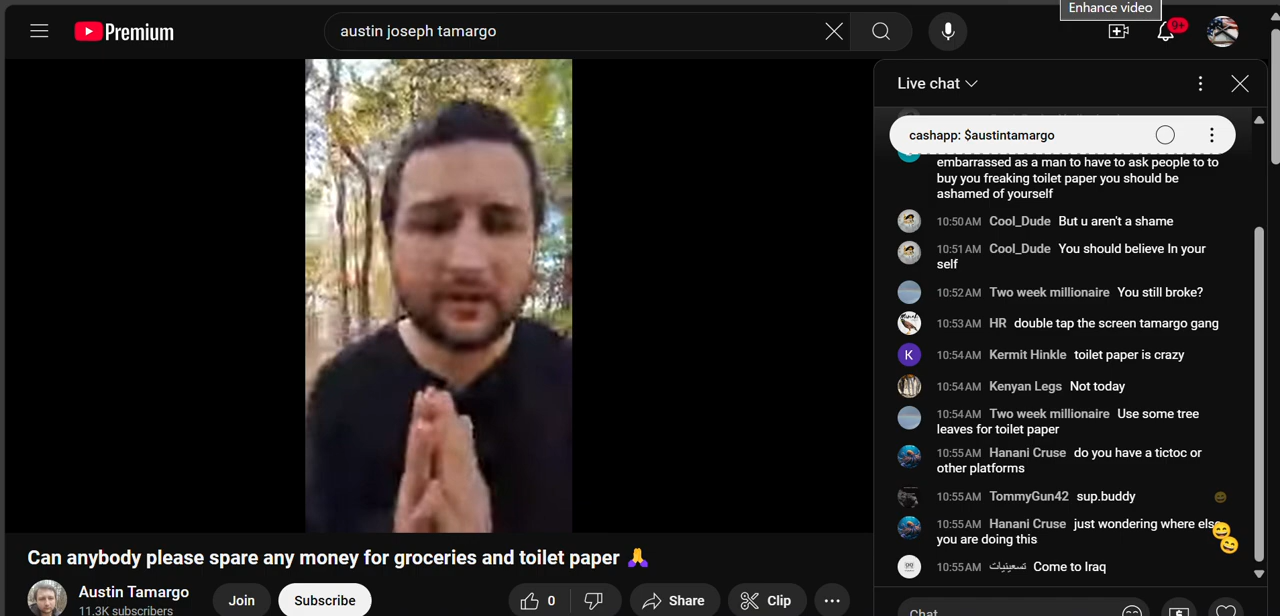 Enhance video
Premium
austin joseph tamargo
9+
Live chat
cashapp: $austintamargo
embarrassed as a man to have to ask people to to
buy you freaking toilet paper you should be
ashamed of yourself
10:50 AM Cool_Dude But u aren't a shame
10:51 AM Cool_Dude You should believe In your
self
10:52 AM Two week millionaire You still broke?
10:53 AM HR double tap the screen tamargo gang
K
10:54 AM Kermit Hinkle toilet paper is crazy
10:54 AM Kenyan Legs Not today
10:54 AM Two week millionaire Use some tree
leaves for toilet paper
10:55 AM Hanani Cruse do you have a tictoc or
other platforms
10:55 AM TommyGun42 sup.buddy
10:55 AM Hanani Cruse just wondering where else
you are doing this
10:55 AM تسعينيات Come to Iraq
Chat
Can anybody please spare any money for groceries and toilet paper 🙏
Austin Tamargo
11.3K subscribers
Join
Subscribe
0
Share
Clip